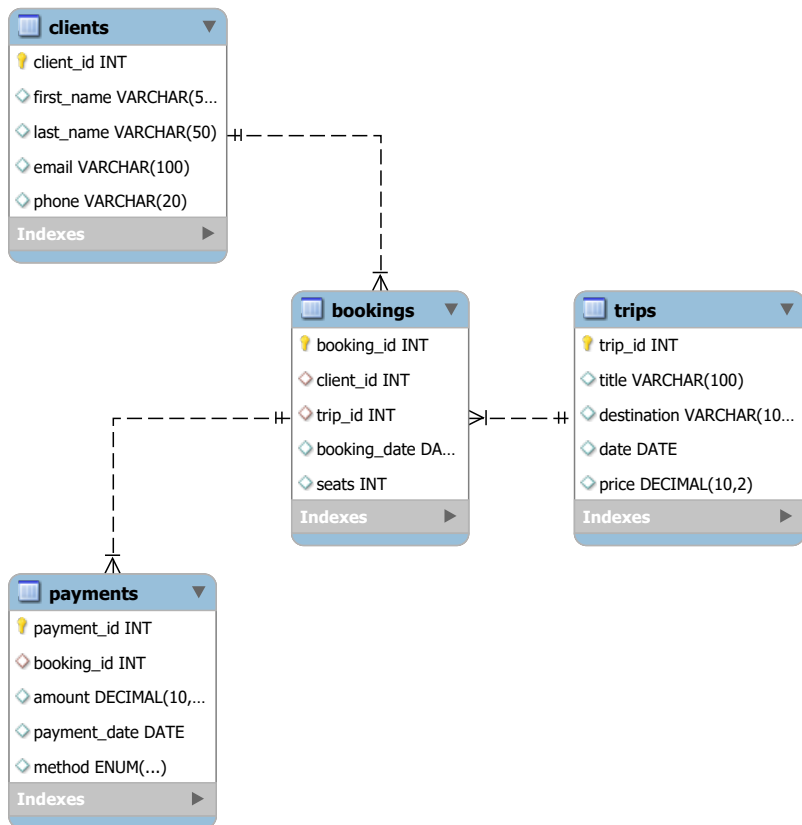 clients
client_id INT
first_name VARCHAR(5...
last_name VARCHAR(50)
email VARCHAR(100)
phone VARCHAR(20)
Indexes
bookings
booking_id INT
client_id INT
trip_id INT
booking_date DA...
seats INT
Indexes
trips
trip_id INT
title VARCHAR(100)
destination VARCHAR(10...
date DATE
price DECIMAL(10,2)
Indexes
payments
payment_id INT
booking_id INT
amount DECIMAL(10,...
payment_date DATE
method ENUM(...)
Indexes